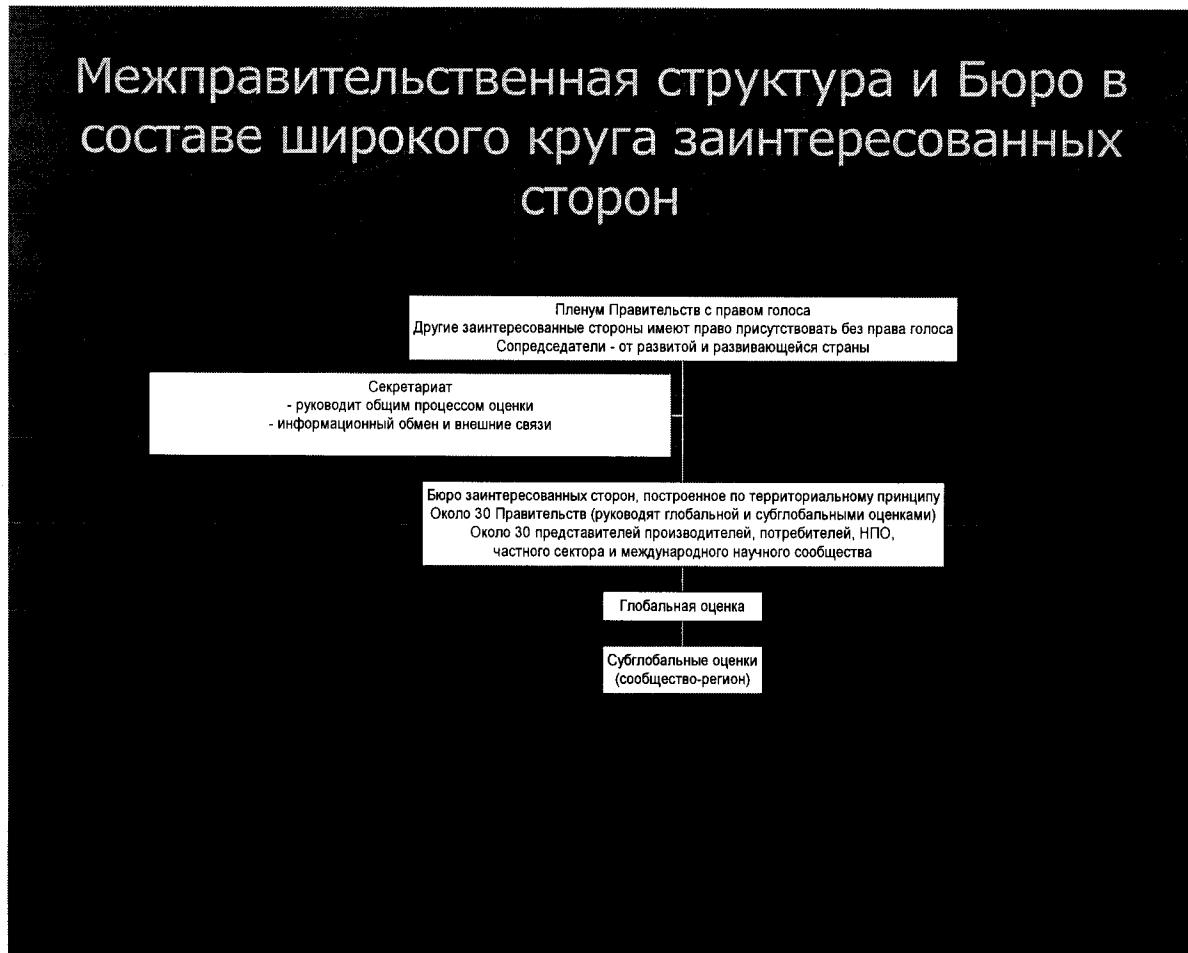 Межправительственная структура и Бюро в
составе широкого круга заинтересованных
сторон
Пленум Правительств с правом голоса
Другие заинтересованные стороны имеют право присутствовать без права голоса
Сопредседатели - от развитой и развивающейся страны
Секретариат
- руководит общим процессом оценки
- информационный обмен и внешние связи
Бюро заинтересованных сторон, построенное по территориальному принципу
Около 30 Правительств (руководят глобальной и субглобальными оценками)
Около 30 представителей производителей, потребителей, НПО,
частного сектора и международного научного сообщества
Глобальная оценка
Субглобальные оценки
(сообщество-регион)